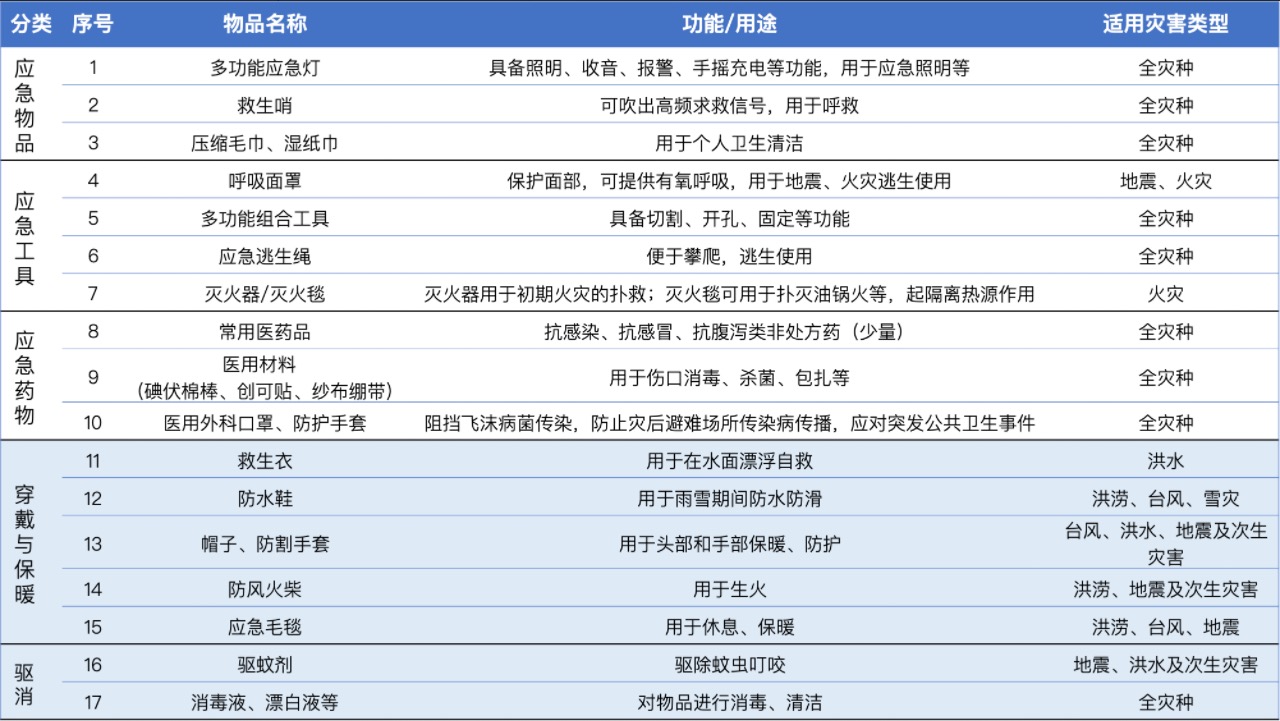 分类 序号 物品名称 功能/用途 适用灾害类型
应急物品
1 多功能应急灯 具备照明、收音、报警、手摇充电等功能，用于应急照明等 全灾种
2 救生哨 可吹出高频求救信号，用于呼救 全灾种
3 压缩毛巾、湿纸巾 用于个人卫生清洁 全灾种
应急工具
4 呼吸面罩 保护面部，可提供有氧呼吸，用于地震、火灾逃生使用 地震、火灾
5 多功能组合工具 具备切割、开孔、固定等功能 全灾种
6 应急逃生绳 便于攀爬，逃生使用 全灾种
7 灭火器/灭火毯 灭火器用于初期火灾的扑救；灭火毯可用于扑灭油锅火等，起隔离热源作用 火灾
应急药物
8 常用医药品 抗感染、抗感冒、抗腹泻类非处方药（少量） 全灾种
9 医用材料
（碘伏棉棒、创可贴、纱布绷带） 用于伤口消毒、杀菌、包扎等 全灾种
10 医用外科口罩、防护手套 阻挡飞沫病菌传染，防止灾后避难场所传染病传播，应对突发公共卫生事件 全灾种
穿戴与保暖
11 救生衣 用于在水面漂浮自救 洪水
12 防水鞋 用于雨雪期间防水防滑 洪涝、台风、雪灾
13 帽子、防割手套 用于头部和手部保暖、防护 台风、洪水、地震及次生
灾害
14 防风火柴 用于生火 洪涝、地震及次生灾害
15 应急毛毯 用于休息、保暖 洪涝、台风、地震
驱消
16 驱蚊剂 驱除蚊虫叮咬 地震、洪水及次生灾害
17 消毒液、漂白液等 对物品进行消毒、清洁 全灾种